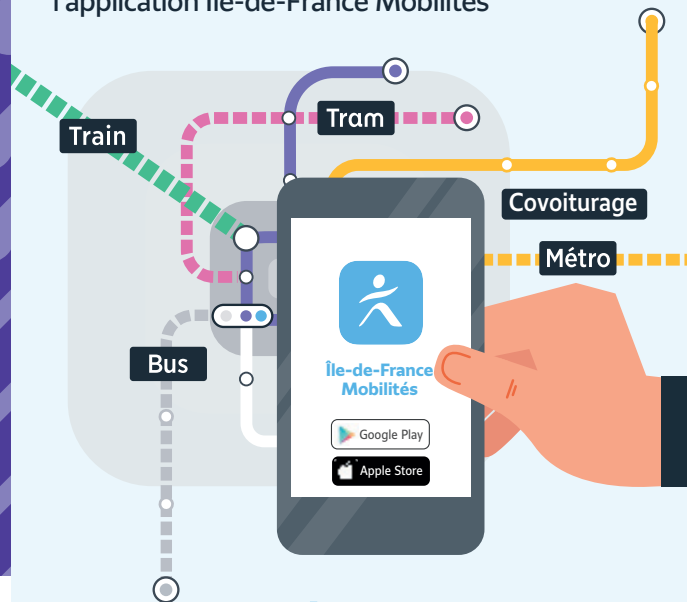 l'application Île-de-France Mobilités
Tram
Train
Covoiturage
Métro
Bus
Île-de-France
Mobilités
Google Play
Apple Store